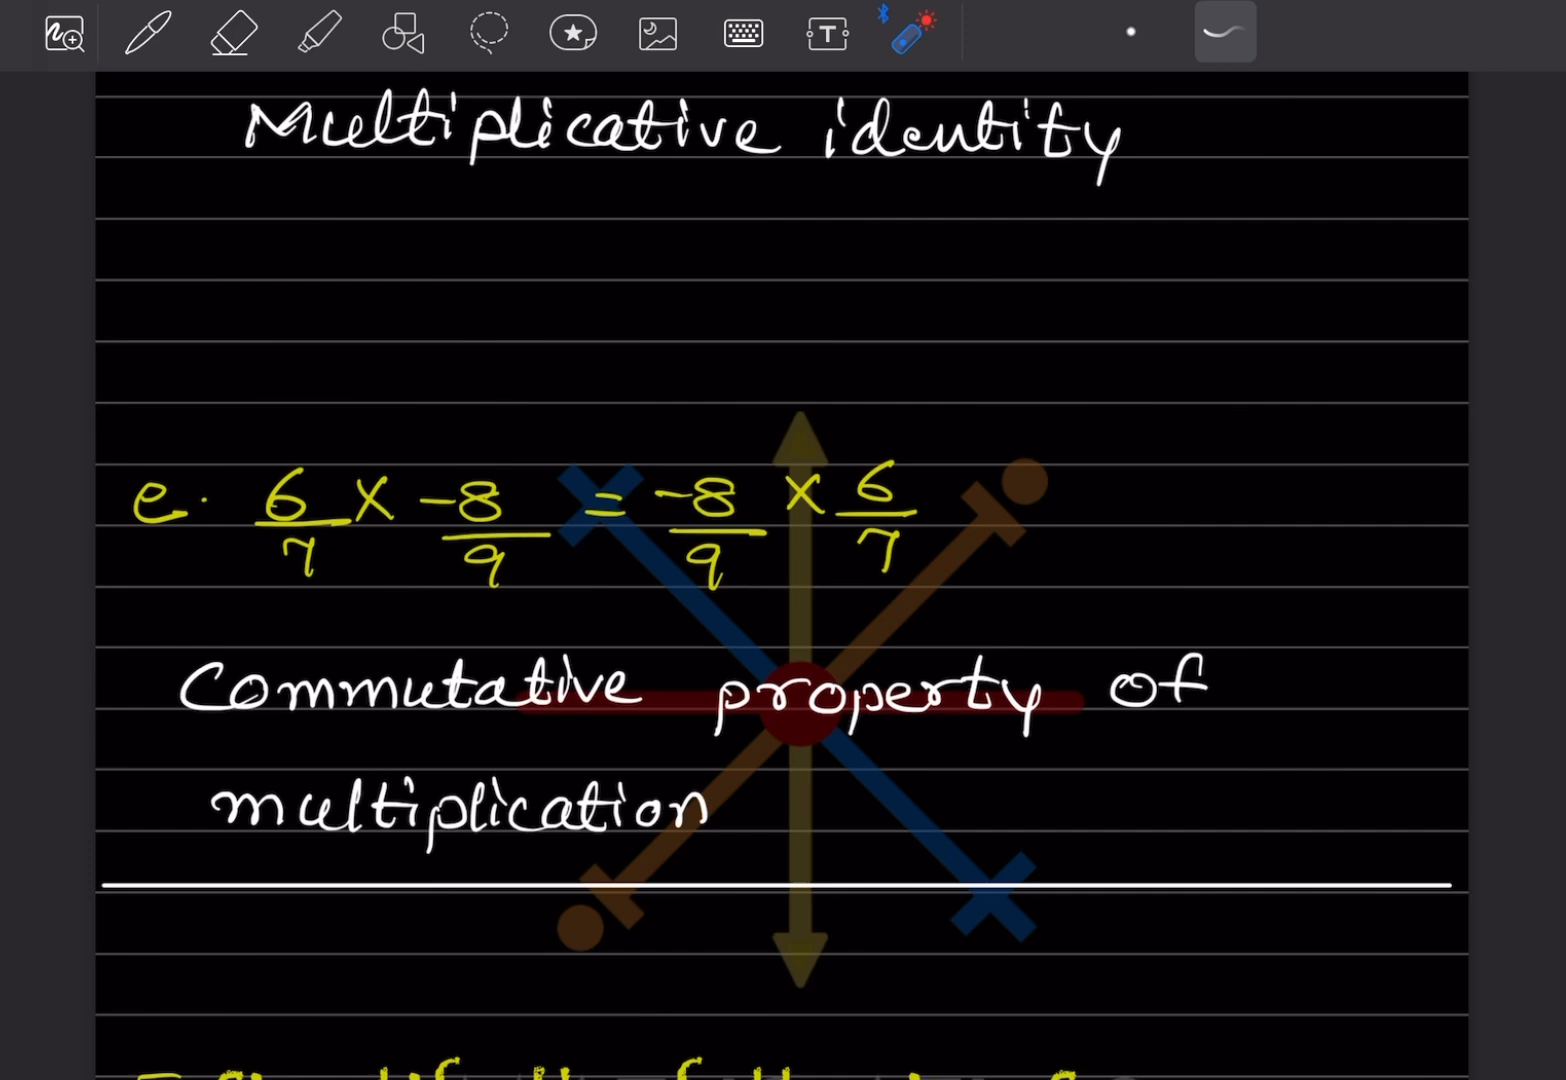 Multiplicative identity
e. 6/7 × -8/9 = -8/9 × 6/7
Commutative property of
multiplication